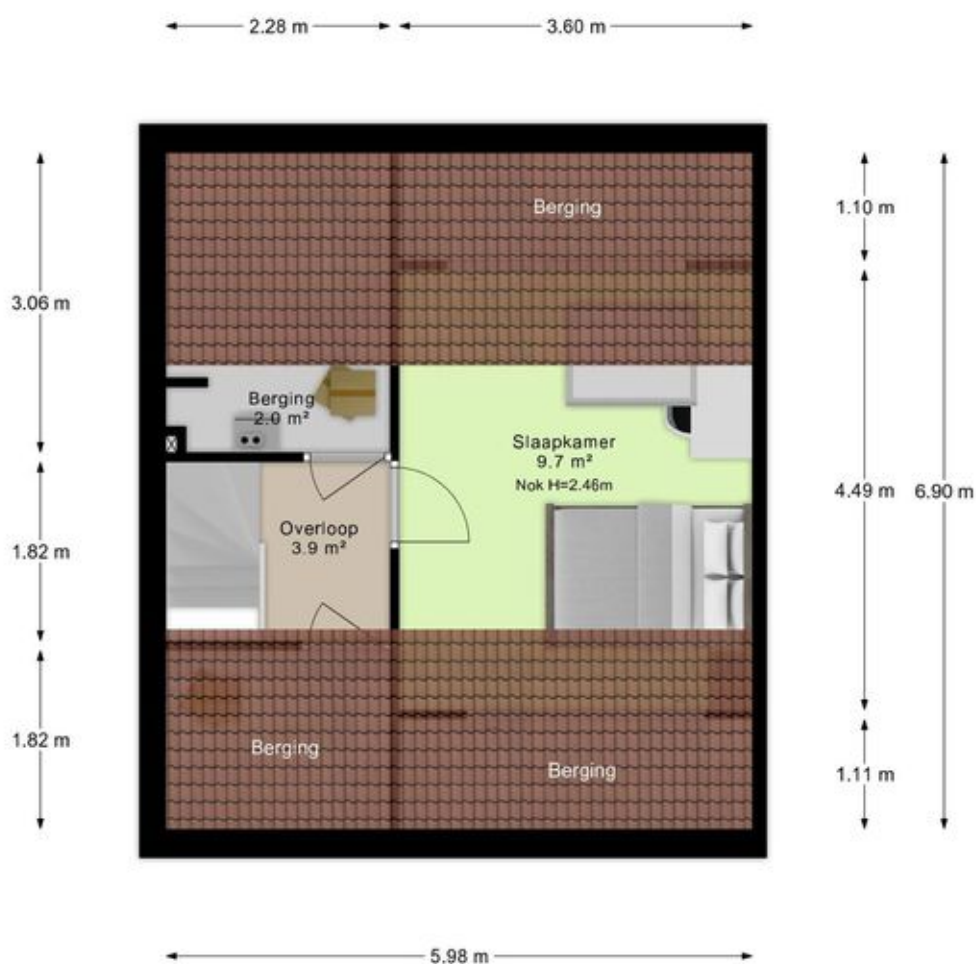 2.28 m
3.60 m
Berging
1.10 m
3.06 m
Berging
2.0 m²
Slaapkamer
9.7 m²
Nok H=2.46m
4.49 m
6.90 m
Overloop
3.9 m²
1.82 m
1.82 m
Berging
Berging
1.11 m
5.98 m